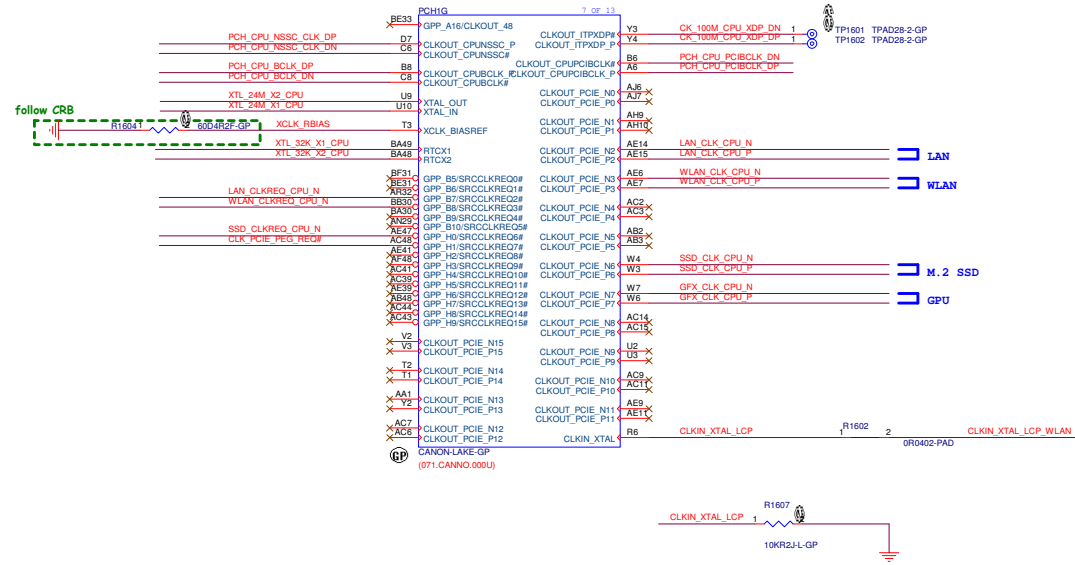 PCH1G 7 OF 13
BE33 GPP_A16/CLKOUT_48
PCH_CPU_NSSC_CLK_DP D7 CLKOUT_CPUNSSC_P
PCH_CPU_NSSC_CLK_DN C6 CLKOUT_CPUNSSC#
PCH_CPU_BCLK_DP B8 CLKOUT_CPUBCLK_P
PCH_CPU_BCLK_DN C8 CLKOUT_CPUBCLK#
XTL_24M_X2_CPU U9 XTAL_OUT
XTL_24M_X1_CPU U10 XTAL_IN
follow CRB
R1604 1 2 60D4R2F-GP XCLK_RBIAS T3 XCLK_BIASREF
XTL_32K_X1_CPU BA49 RTCX1
XTL_32K_X2_CPU BA48 RTCX2
BF31 GPP_B5/SRCCLKREQ0#
BE31 GPP_B6/SRCCLKREQ1#
LAN_CLKREQ_CPU_N AR32 GPP_B7/SRCCLKREQ2#
WLAN_CLKREQ_CPU_N BB30 GPP_B8/SRCCLKREQ3#
BA30 GPP_B9/SRCCLKREQ4#
AN29 GPP_B10/SRCCLKREQ5#
SSD_CLKREQ_CPU_N AE47 GPP_H0/SRCCLKREQ6#
CLK_PCIE_PEG_REQ# AC48 GPP_H1/SRCCLKREQ7#
AE41 GPP_H2/SRCCLKREQ8#
AF48 GPP_H3/SRCCLKREQ9#
AC41 GPP_H4/SRCCLKREQ10#
AC39 GPP_H5/SRCCLKREQ11#
AE39 GPP_H6/SRCCLKREQ12#
AB48 GPP_H7/SRCCLKREQ13#
AC44 GPP_H8/SRCCLKREQ14#
AC43 GPP_H9/SRCCLKREQ15#
V2 CLKOUT_PCIE_N15
V3 CLKOUT_PCIE_P15
T2 CLKOUT_PCIE_N14
T1 CLKOUT_PCIE_P14
AA1 CLKOUT_PCIE_N13
Y2 CLKOUT_PCIE_P13
AC7 CLKOUT_PCIE_N12
AC6 CLKOUT_PCIE_P12
CLKOUT_ITPXDP# Y3 CK_100M_CPU_XDP_DN 1 TP1601 TPAD28-2-GP
CLKOUT_ITPXDP_P Y4 CK_100M_CPU_XDP_DP 1 TP1602 TPAD28-2-GP
CLKOUT_CPUPCIBCLK# B6 PCH_CPU_PCIBCLK_DN
CLKOUT_CPUPCIBCLK_P A6 PCH_CPU_PCIBCLK_DP
CLKOUT_PCIE_N0 AJ6
CLKOUT_PCIE_P0 AJ7
CLKOUT_PCIE_N1 AH9
CLKOUT_PCIE_P1 AH10
CLKOUT_PCIE_N2 AE14 LAN_CLK_CPU_N
CLKOUT_PCIE_P2 AE15 LAN_CLK_CPU_P
LAN
CLKOUT_PCIE_N3 AE6 WLAN_CLK_CPU_N
CLKOUT_PCIE_P3 AE7 WLAN_CLK_CPU_P
WLAN
CLKOUT_PCIE_N4 AC2
CLKOUT_PCIE_P4 AC3
CLKOUT_PCIE_N5 AB2
CLKOUT_PCIE_P5 AB3
CLKOUT_PCIE_N6 W4 SSD_CLK_CPU_N
CLKOUT_PCIE_P6 W3 SSD_CLK_CPU_P
M.2 SSD
CLKOUT_PCIE_N7 W7 GFX_CLK_CPU_N
CLKOUT_PCIE_P7 W6 GFX_CLK_CPU_P
GPU
CLKOUT_PCIE_N8 AC14
CLKOUT_PCIE_P8 AC15
CLKOUT_PCIE_N9 U2
CLKOUT_PCIE_P9 U3
CLKOUT_PCIE_N10 AC9
CLKOUT_PCIE_P10 AC11
CLKOUT_PCIE_N11 AE9
CLKOUT_PCIE_P11 AE11
CLKIN_XTAL R6 CLKIN_XTAL_LCP 1 R1602 2 CLKIN_XTAL_LCP_WLAN
0R0402-PAD
GP CANON-LAKE-GP
(071.CANNO.000U)
R1607
CLKIN_XTAL_LCP 1
10KR2J-L-GP